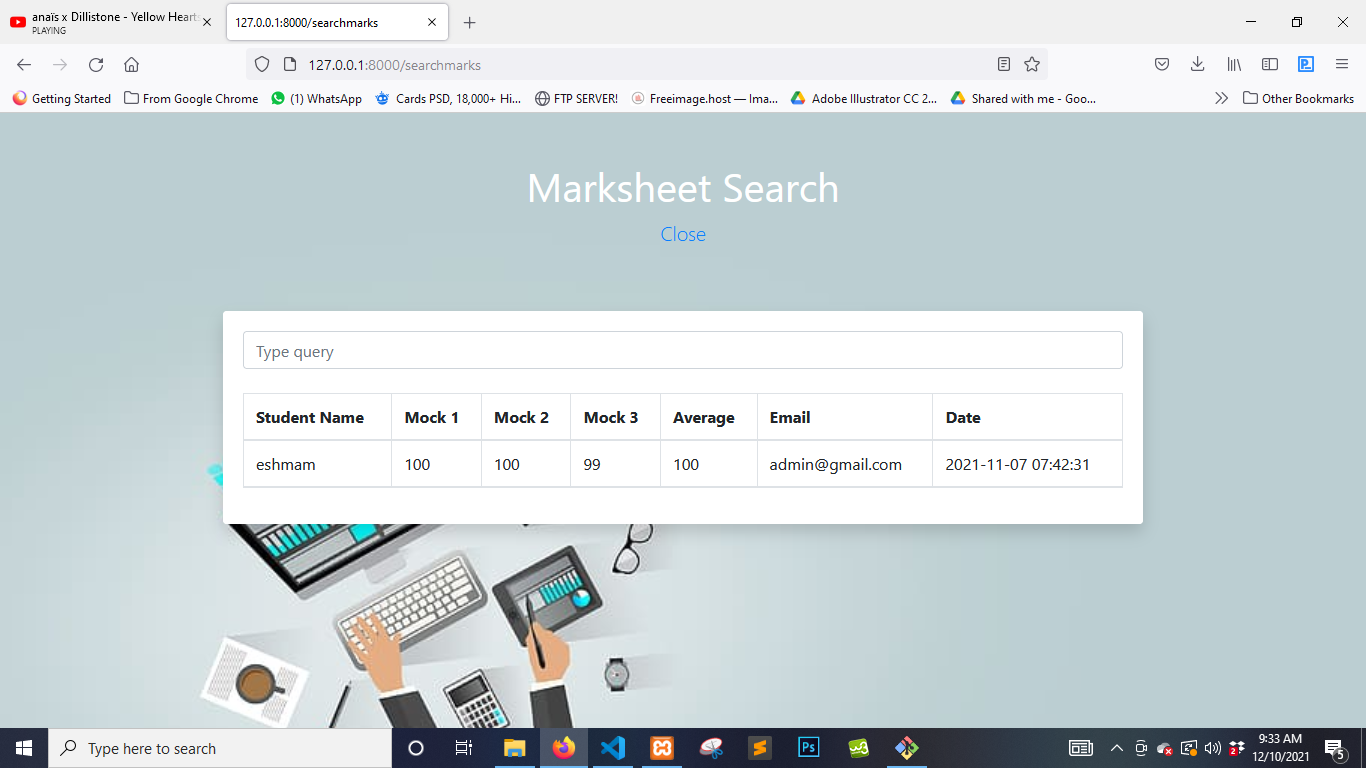 anaïs x Dillistone - Yellow Hearts
PLAYING
127.0.0.1:8000/searchmarks
127.0.0.1:8000/searchmarks
Getting Started
From Google Chrome
(1) WhatsApp
Cards PSD, 18,000+ Hi...
FTP SERVER!
Freeimage.host — Ima...
Adobe Illustrator CC 2...
Shared with me - Goo...
Other Bookmarks
Marksheet Search
Close
Type query
Student Name Mock 1 Mock 2 Mock 3 Average Email Date
eshmam 100 100 99 100 admin@gmail.com 2021-11-07 07:42:31
Type here to search
Ps
2
9:33 AM
12/10/2021
5